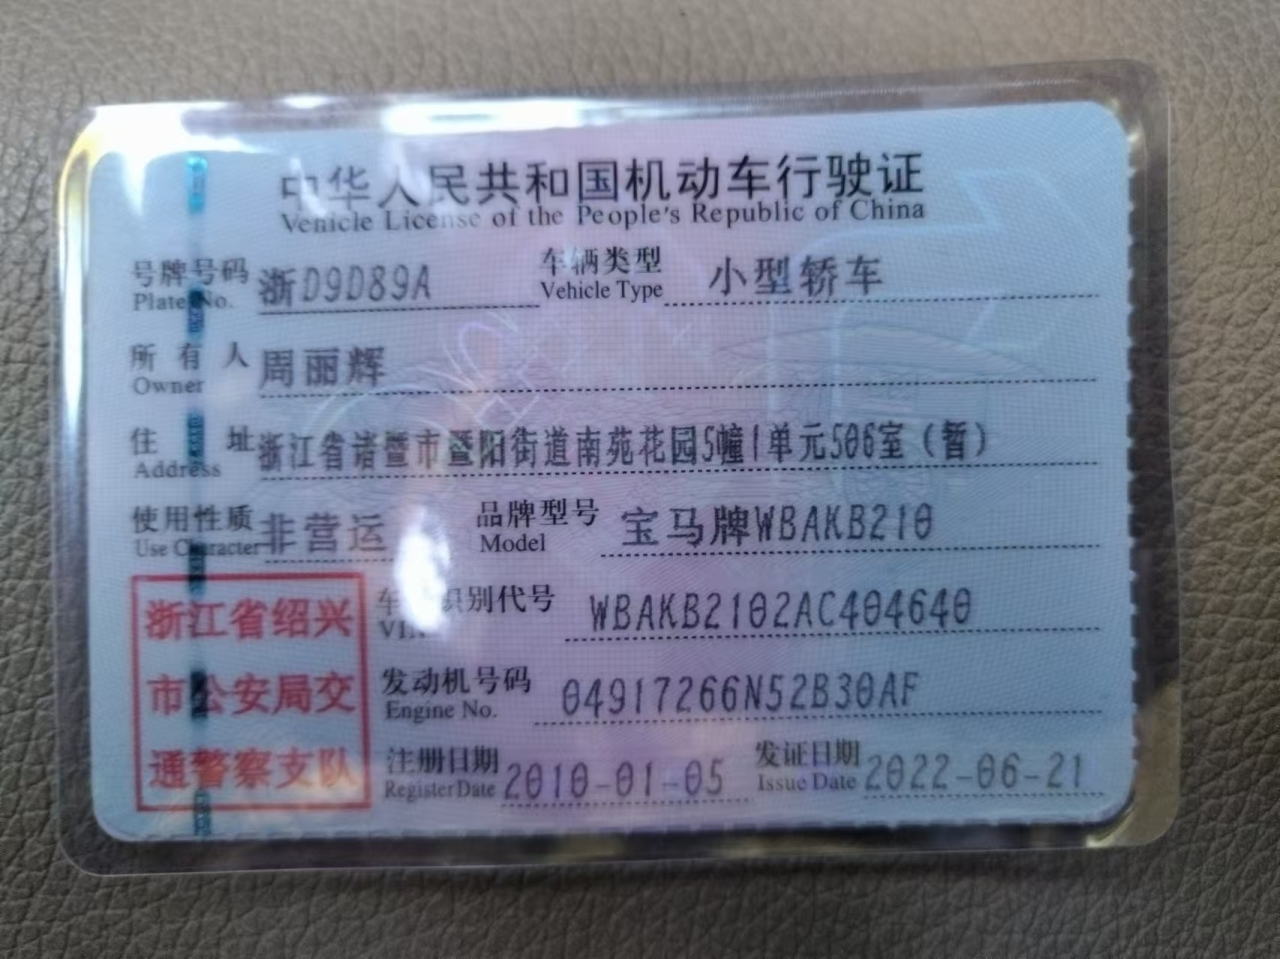 中华人民共和国机动车行驶证
Vehicle License of the People's Republic of China
号牌号码 浙D9D89A 车辆类型 小型轿车
Plate No. Vehicle Type
所有人 周丽辉
Owner
住址 浙江省诸暨市暨阳街道南苑花园5幢1单元506室（暂）
Address
使用性质 非营运 品牌型号 宝马牌WBAKB210
Use Character Model
浙江省绍兴
市公安局交
通警察支队
车 识别代号 WBAKB2102AC404640
VIN
发动机号码 04917266N52B30AF
Engine No.
注册日期 2010-01-05 发证日期 2022-06-21
Register Date Issue Date